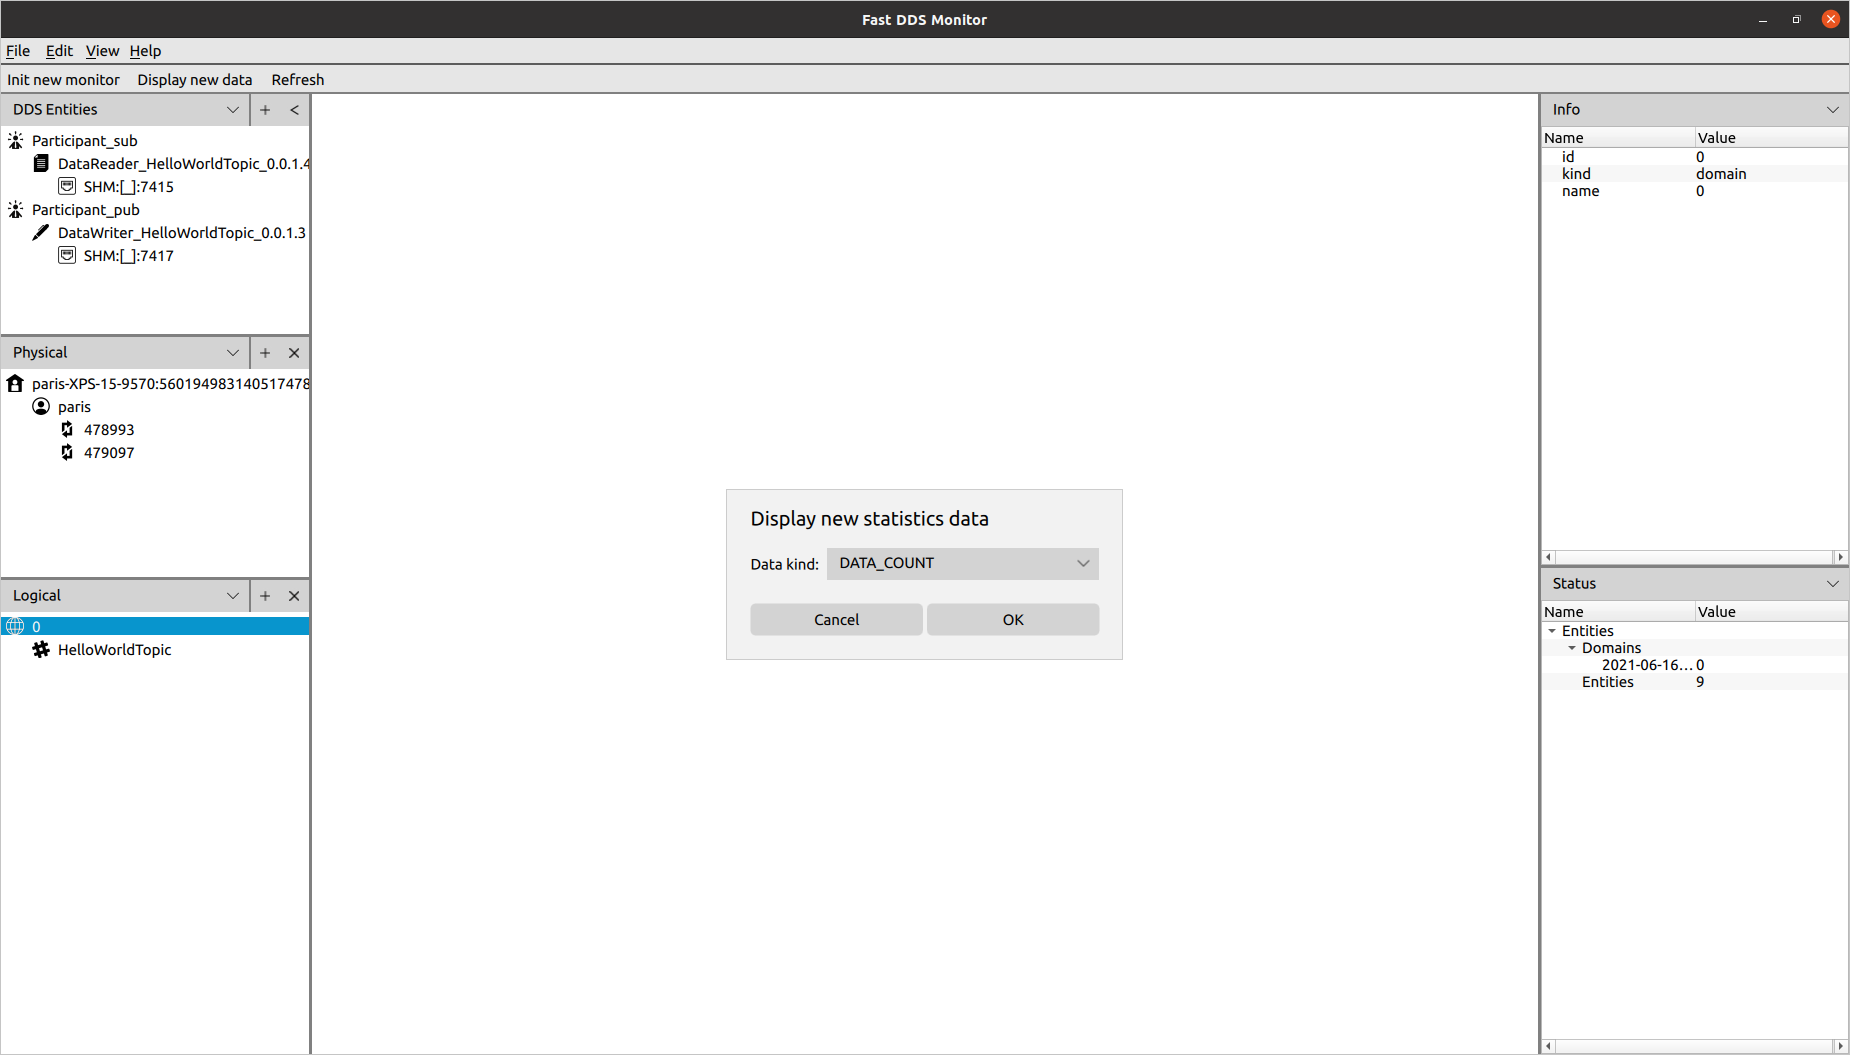 Fast DDS Monitor
File Edit View Help
Init new monitor Display new data Refresh
DDS Entities + <
Participant_sub
DataReader_HelloWorldTopic_0.0.1.4
SHM:[_]:7415
Participant_pub
DataWriter_HelloWorldTopic_0.0.1.3
SHM:[_]:7417
Physical
paris-XPS-15-9570:560194983140517478
paris
478993
479097
Logical
0
HelloWorldTopic
Display new statistics data
Data kind: DATA_COUNT
Cancel OK
Info
Name Value
id 0
kind domain
name 0
Status
Name Value
Entities
Domains
2021-06-16... 0
Entities 9